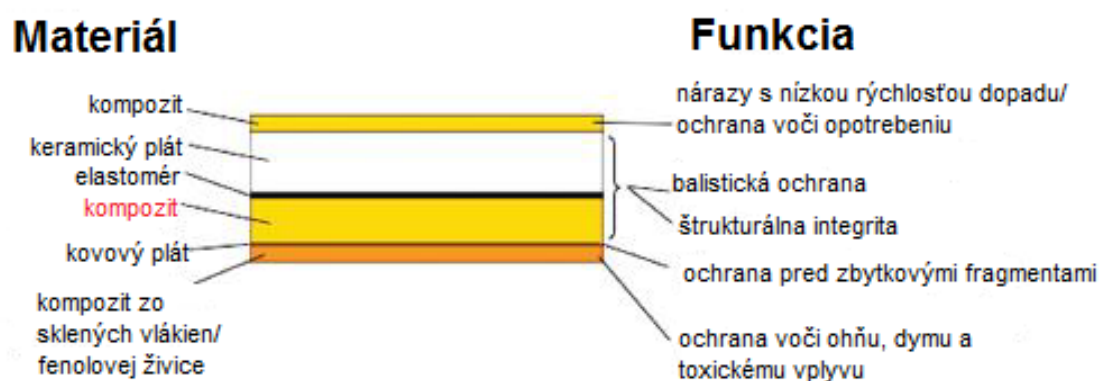 Materiál
kompozit
keramický plát
elastomér
kompozit
kovový plát
kompozit zo
sklených vlákien/
fenolovej živice
Funkcia
nárazy s nízkou rýchlosťou dopadu/
ochrana voči opotrebeniu
balistická ochrana
štrukturálna integrita
ochrana pred zbytkovými fragmentami
ochrana voči ohňu, dymu a
toxickému vplyvu